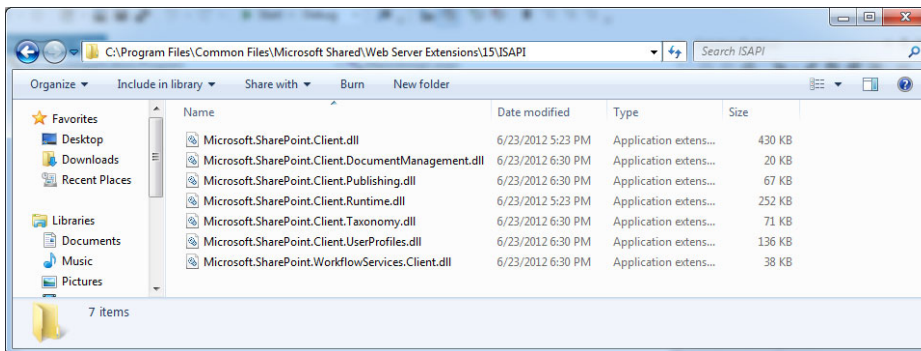 C:\Program Files\Common Files\Microsoft Shared\Web Server Extensions\15\ISAPI Search ISAPI
Organize Include in library Share with Burn New folder
Favorites
Desktop
Downloads
Recent Places
Libraries
Documents
Music
Pictures
Name Date modified Type Size
Microsoft.SharePoint.Client.dll 6/23/2012 5:23 PM Application extens... 430 KB
Microsoft.SharePoint.Client.DocumentManagement.dll 6/23/2012 6:30 PM Application extens... 20 KB
Microsoft.SharePoint.Client.Publishing.dll 6/23/2012 6:30 PM Application extens... 67 KB
Microsoft.SharePoint.Client.Runtime.dll 6/23/2012 5:23 PM Application extens... 252 KB
Microsoft.SharePoint.Client.Taxonomy.dll 6/23/2012 6:30 PM Application extens... 71 KB
Microsoft.SharePoint.Client.UserProfiles.dll 6/23/2012 6:30 PM Application extens... 136 KB
Microsoft.SharePoint.WorkflowServices.Client.dll 6/23/2012 6:30 PM Application extens... 38 KB
7 items